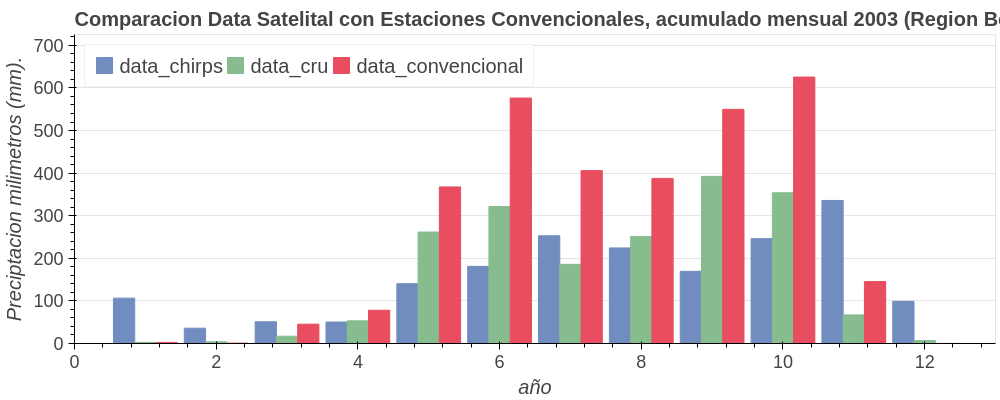 Comparacion Data Satelital con Estaciones Convencionales, acumulado mensual 2003 (Region
data_chirps data_cru data_convencional
Preciptacion milimetros (mm).
700
600
500
400
300
200
100
0
0 2 4 6 8 10 12
año